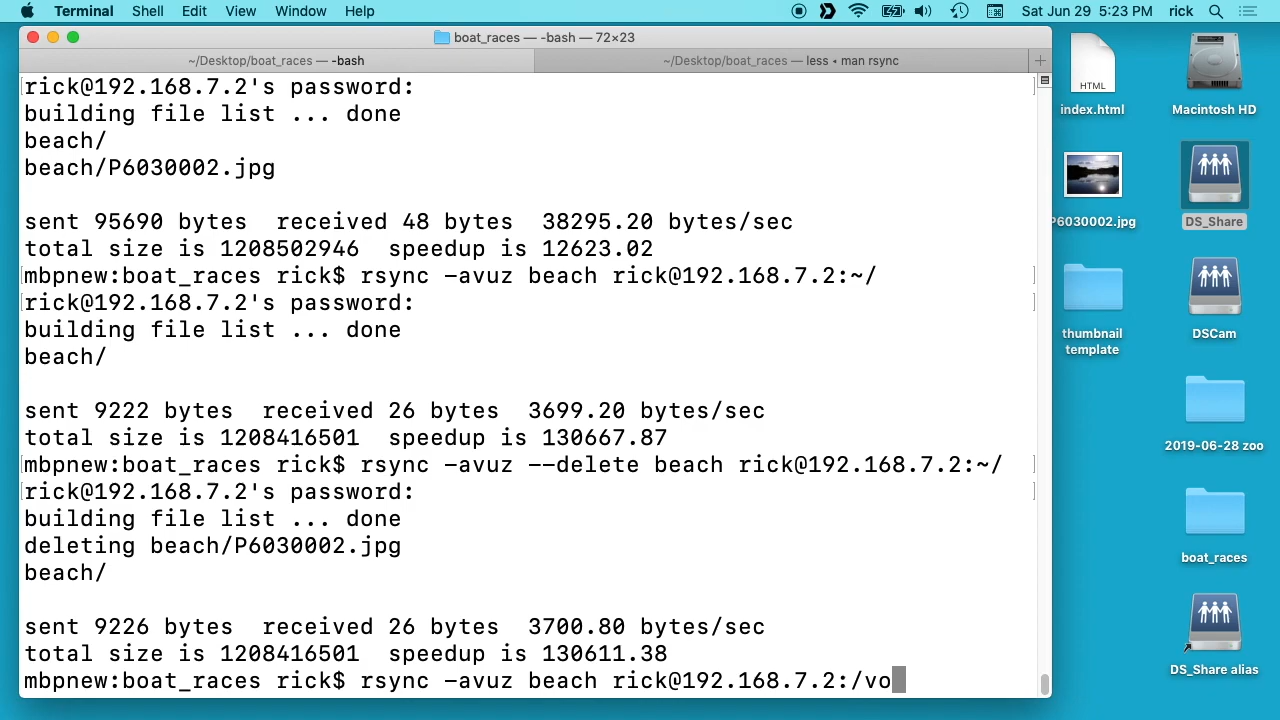 Terminal Shell Edit View Window Help Sat Jun 29 5:23 PM rick
boat_races — -bash — 72×23
~/Desktop/boat_races — -bash
~/Desktop/boat_races — less ◂ man rsync
rick@192.168.7.2's password:
building file list ... done
beach/
beach/P6030002.jpg
sent 95690 bytes  received 48 bytes  38295.20 bytes/sec
total size is 1208502946  speedup is 12623.02
mbpnew:boat_races rick$ rsync -avuz beach rick@192.168.7.2:~/
rick@192.168.7.2's password:
building file list ... done
beach/
sent 9222 bytes  received 26 bytes  3699.20 bytes/sec
total size is 1208416501  speedup is 130667.87
mbpnew:boat_races rick$ rsync -avuz --delete beach rick@192.168.7.2:~/
rick@192.168.7.2's password:
building file list ... done
deleting beach/P6030002.jpg
beach/
sent 9226 bytes  received 26 bytes  3700.80 bytes/sec
total size is 1208416501  speedup is 130611.38
mbpnew:boat_races rick$ rsync -avuz beach rick@192.168.7.2:/vo
HTML
index.html
Macintosh HD
P6030002.jpg
DS_Share
thumbnail
template
DSCam
2019-06-28 zoo
boat_races
DS_Share alias